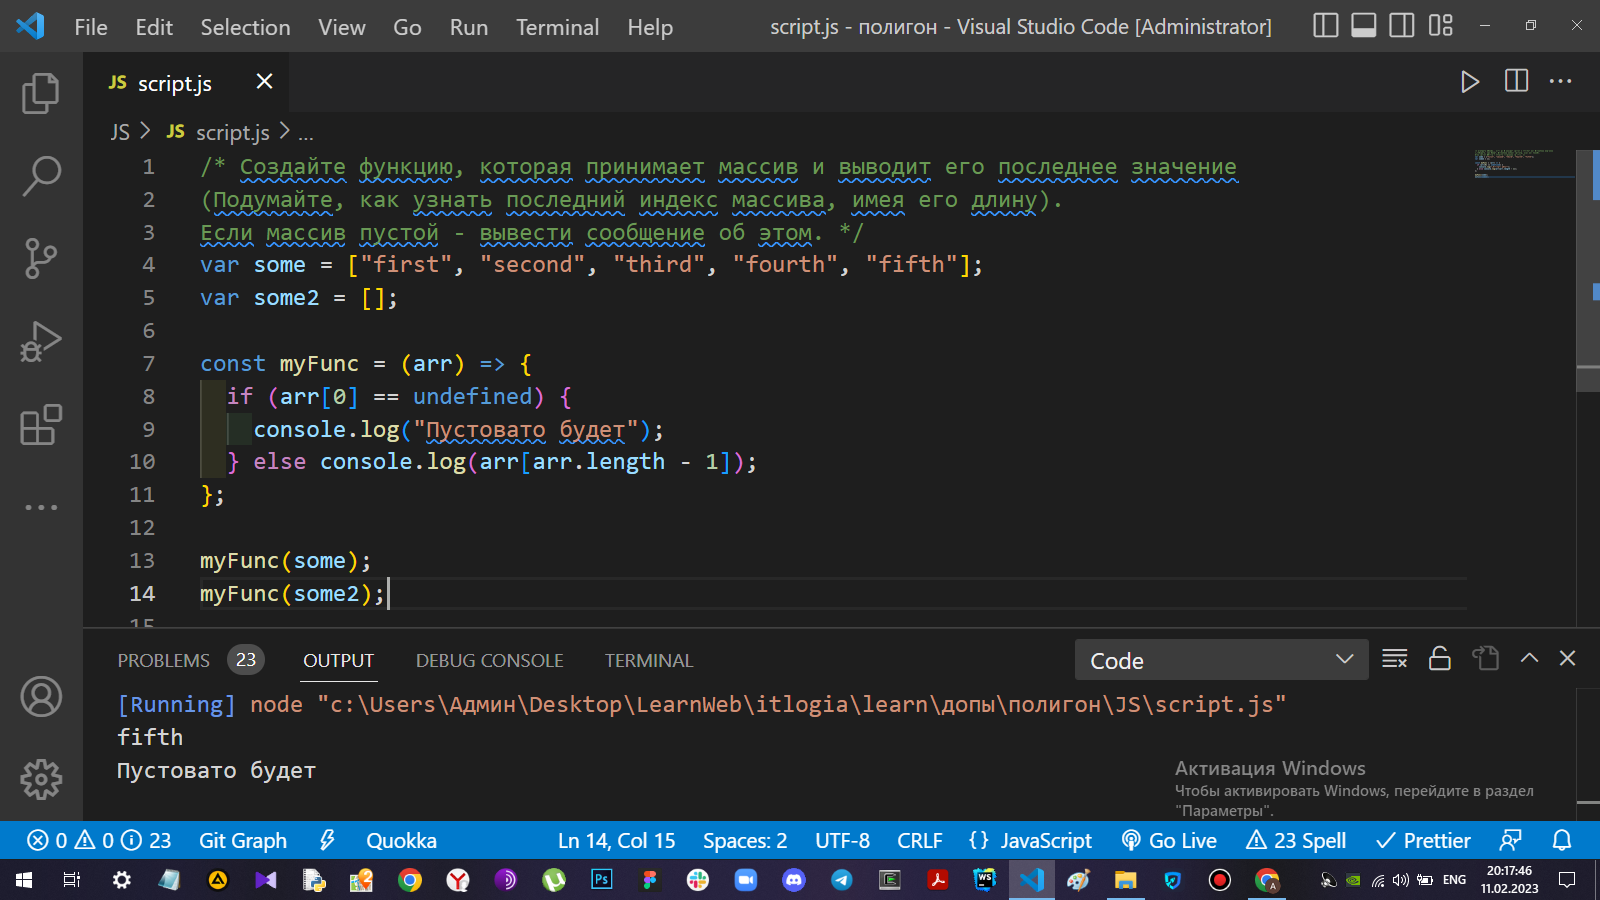 File Edit Selection View Go Run Terminal Help script.js - полигон - Visual Studio Code [Administrator]
JS script.js
JS > JS script.js > ...
1 /* Создайте функцию, которая принимает массив и выводит его последнее значение
2 (Подумайте, как узнать последний индекс массива, имея его длину).
3 Если массив пустой - вывести сообщение об этом. */
4 var some = ["first", "second", "third", "fourth", "fifth"];
5 var some2 = [];
6
7 const myFunc = (arr) => {
8 if (arr[0] == undefined) {
9 console.log("Пустовато будет");
10 } else console.log(arr[arr.length - 1]);
11 };
12
13 myFunc(some);
14 myFunc(some2);
15
PROBLEMS 23 OUTPUT DEBUG CONSOLE TERMINAL Code
[Running] node "c:\Users\Админ\Desktop\LearnWeb\itlogia\learn\допы\полигон\JS\script.js"
fifth
Пустовато будет
Активация Windows
Чтобы активировать Windows, перейдите в раздел
"Параметры".
0 0 23 Git Graph Quokka Ln 14, Col 15 Spaces: 2 UTF-8 CRLF {} JavaScript Go Live 23 Spell Prettier
ENG 20:17:46
11.02.2023